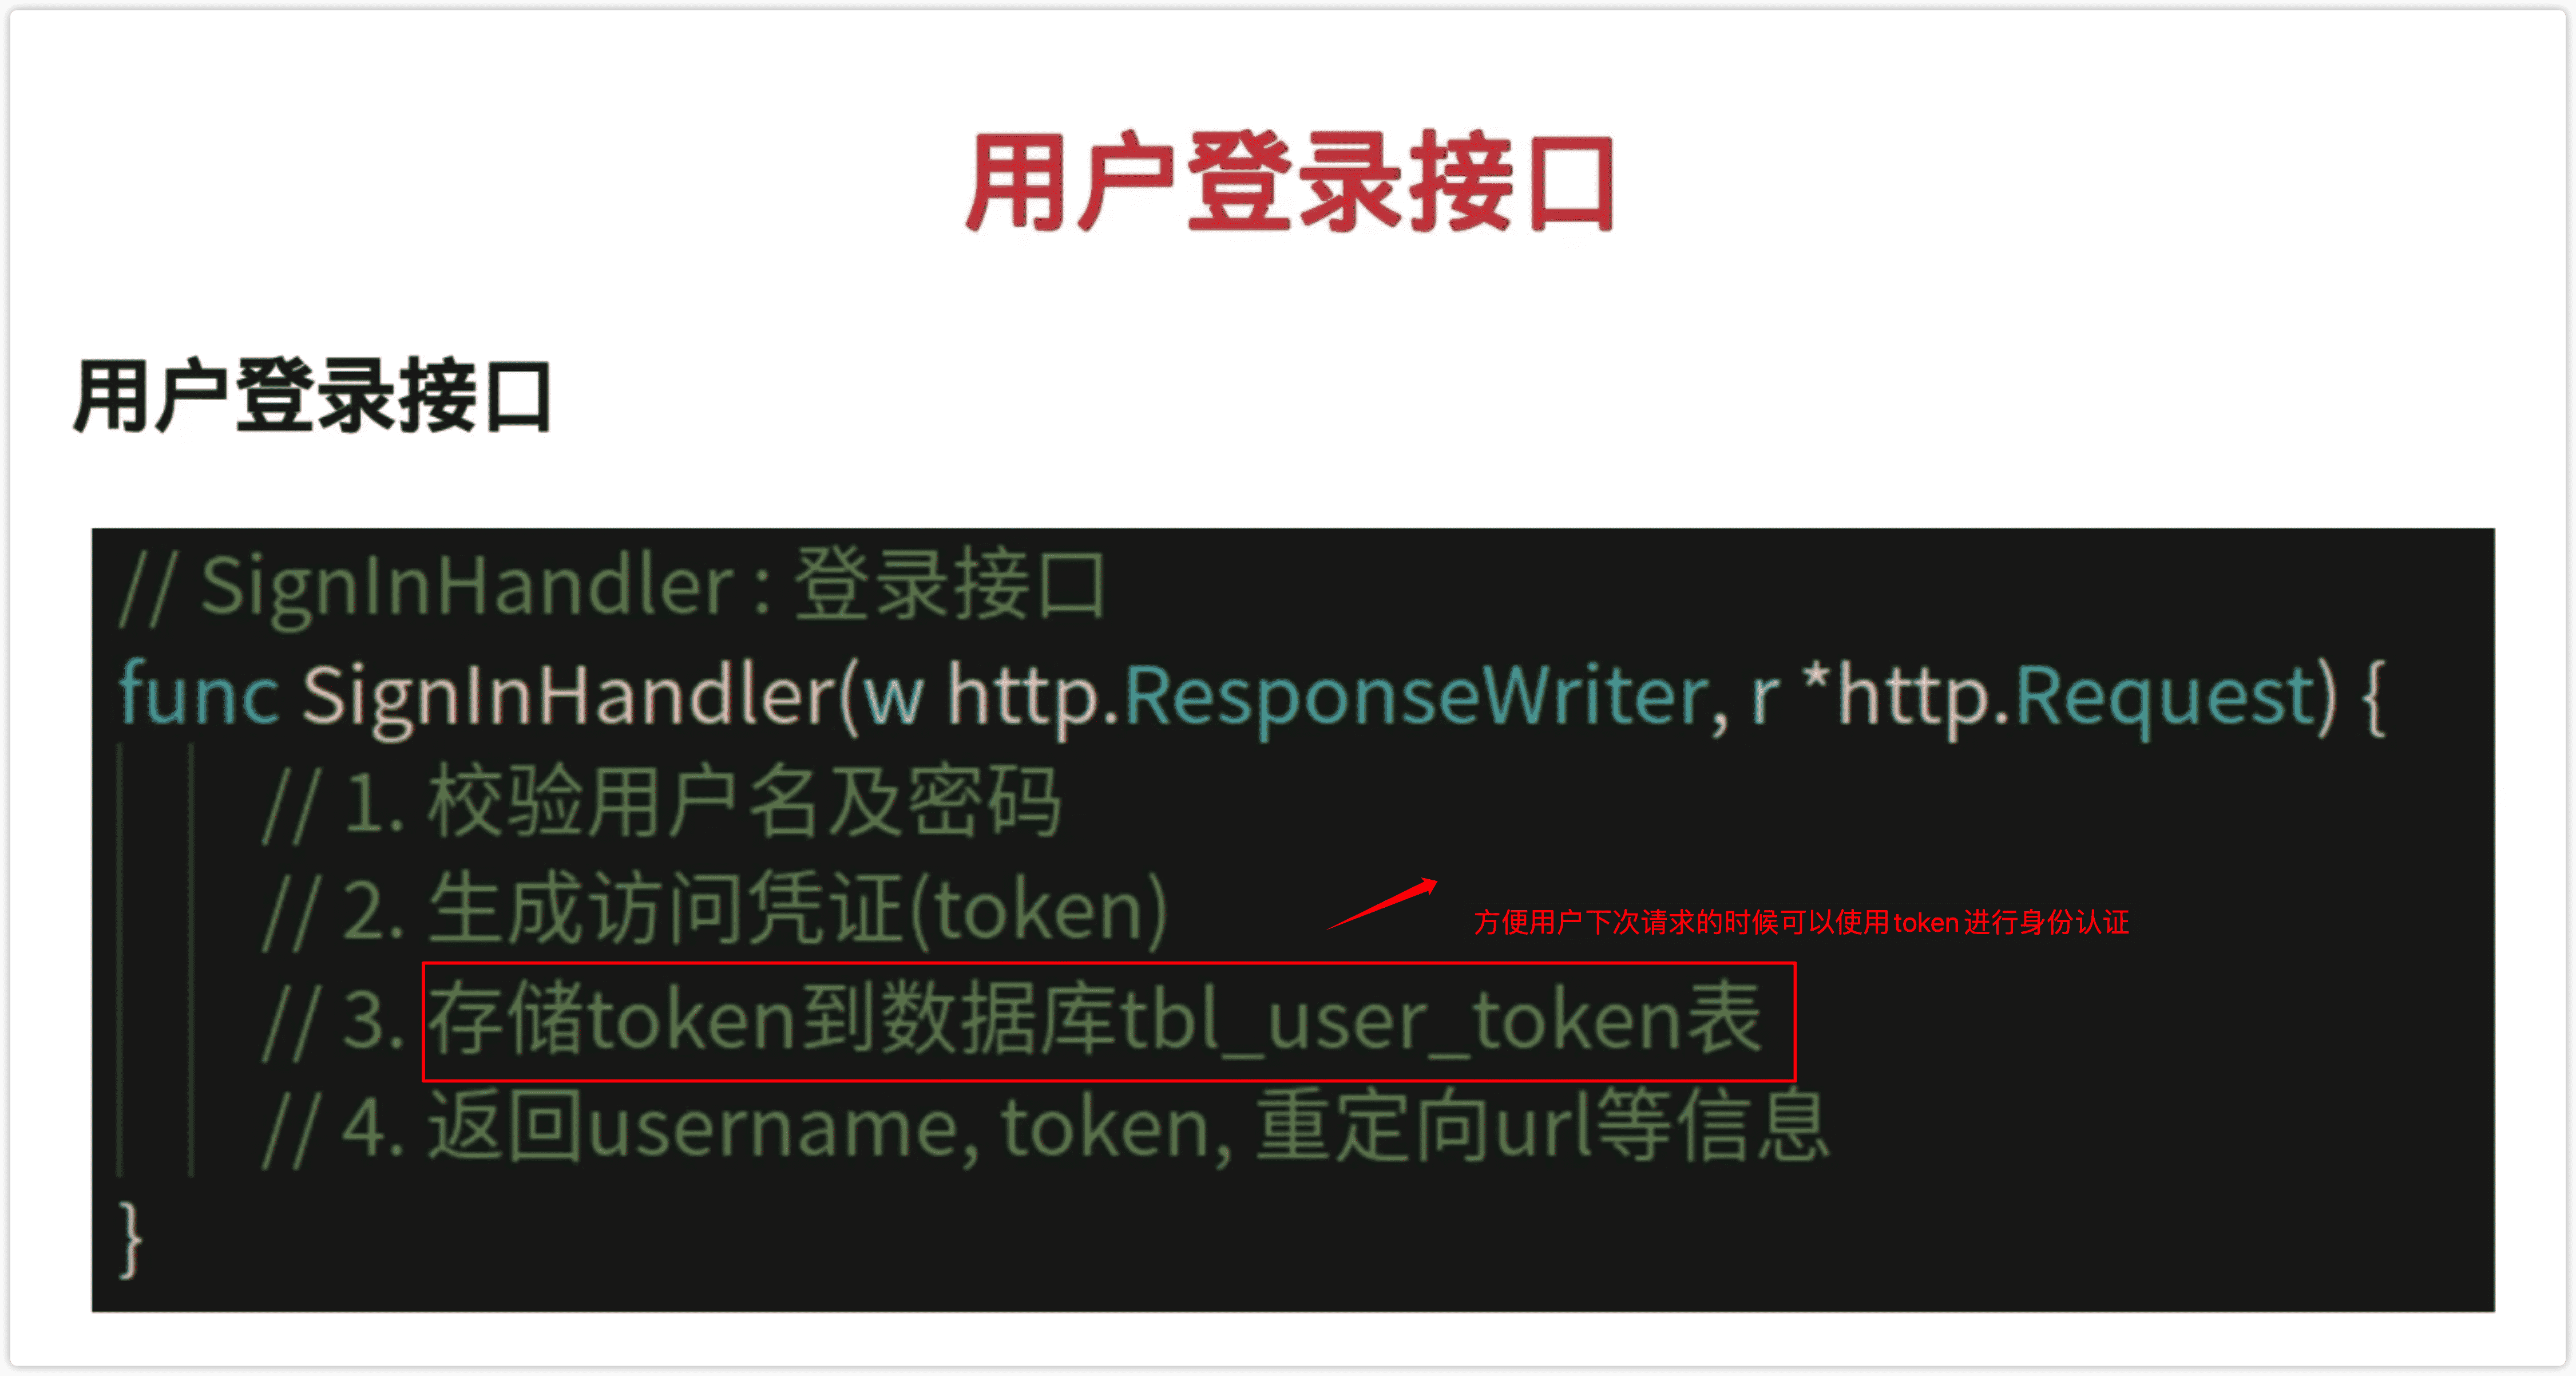 用户登录接口
用户登录接口
// SignInHandler : 登录接口
func SignInHandler(w http.ResponseWriter, r *http.Request) {
// 1. 校验用户名及密码
// 2. 生成访问凭证(token)
方便用户下次请求的时候可以使用token进行身份认证
// 3. 存储token到数据库tbl_user_token表
// 4. 返回username, token, 重定向url等信息
}